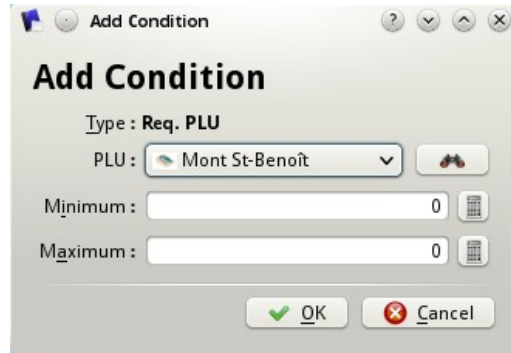 Add Condition
Add Condition
Type : Req. PLU
PLU : Mont St-Benoît
Minimum : 0
Maximum : 0
OK Cancel